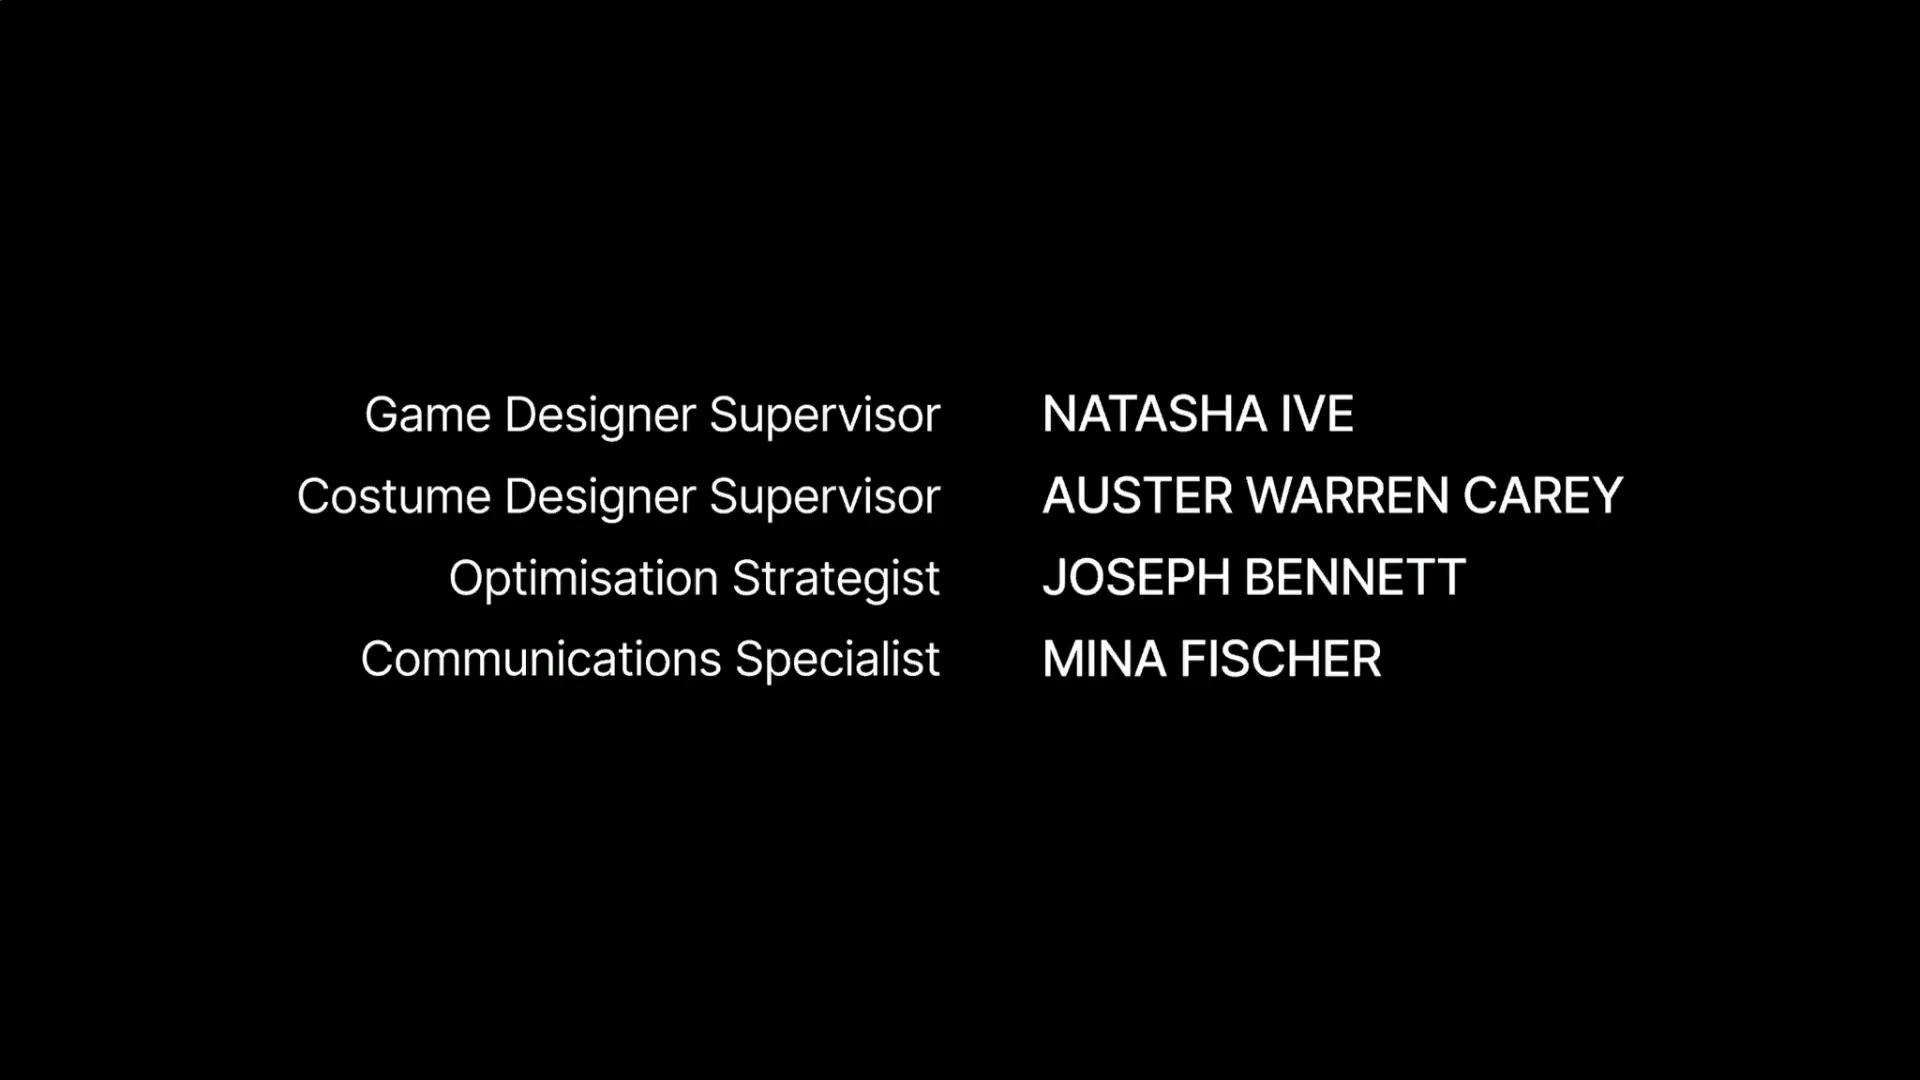 Game Designer Supervisor NATASHA IVE
Costume Designer Supervisor AUSTER WARREN CAREY
Optimisation Strategist JOSEPH BENNETT
Communications Specialist MINA FISCHER